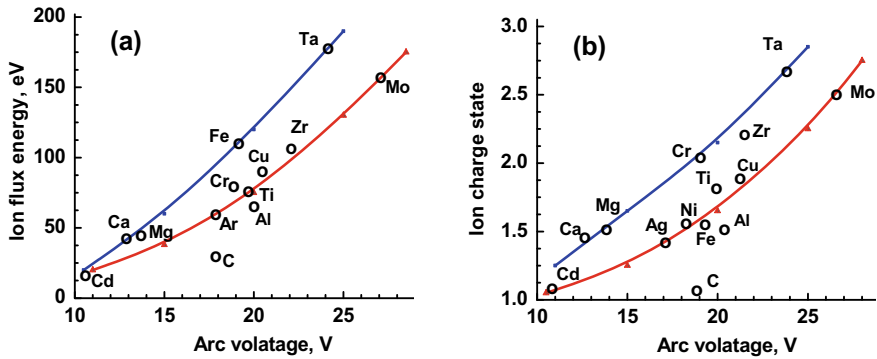 (a)
Ion flux energy, eV
200
150
100
50
0
10
15
20
25
Arc volatage, V
Ta
Mo
Fe
Zr
Cu
Cr
Ti
Ca
Mg
Ar
Al
C
Cd
(b)
Ion charge state
3.0
2.5
2.0
1.5
1.0
10
15
20
25
Arc volatage, V
Ta
Mo
Cr
Zr
Ti
Cu
Mg
Ca
Ag
Ni
Fe
Al
Cd
C